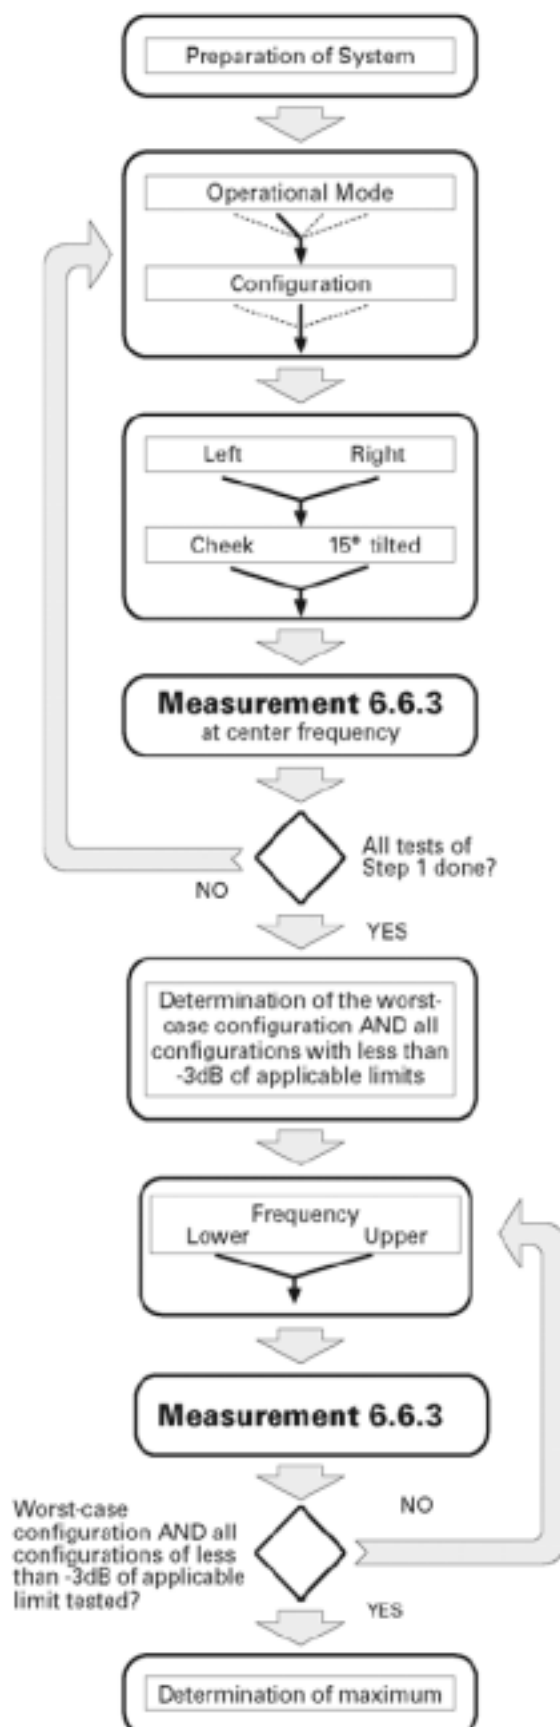 Preparation of System
Operational Mode
Configuration
Left Right
Cheek 15° tilted
Measurement 6.6.3
at center frequency
All tests of
Step 1 done?
NO
YES
Determination of the worst-
case configuration AND all
configurations with less than
-3dB of applicable limits
Frequency
Lower Upper
Measurement 6.6.3
NO
Worst-case
configuration AND all
configurations of less
than -3dB of applicable
limit tested?
YES
Determination of maximum